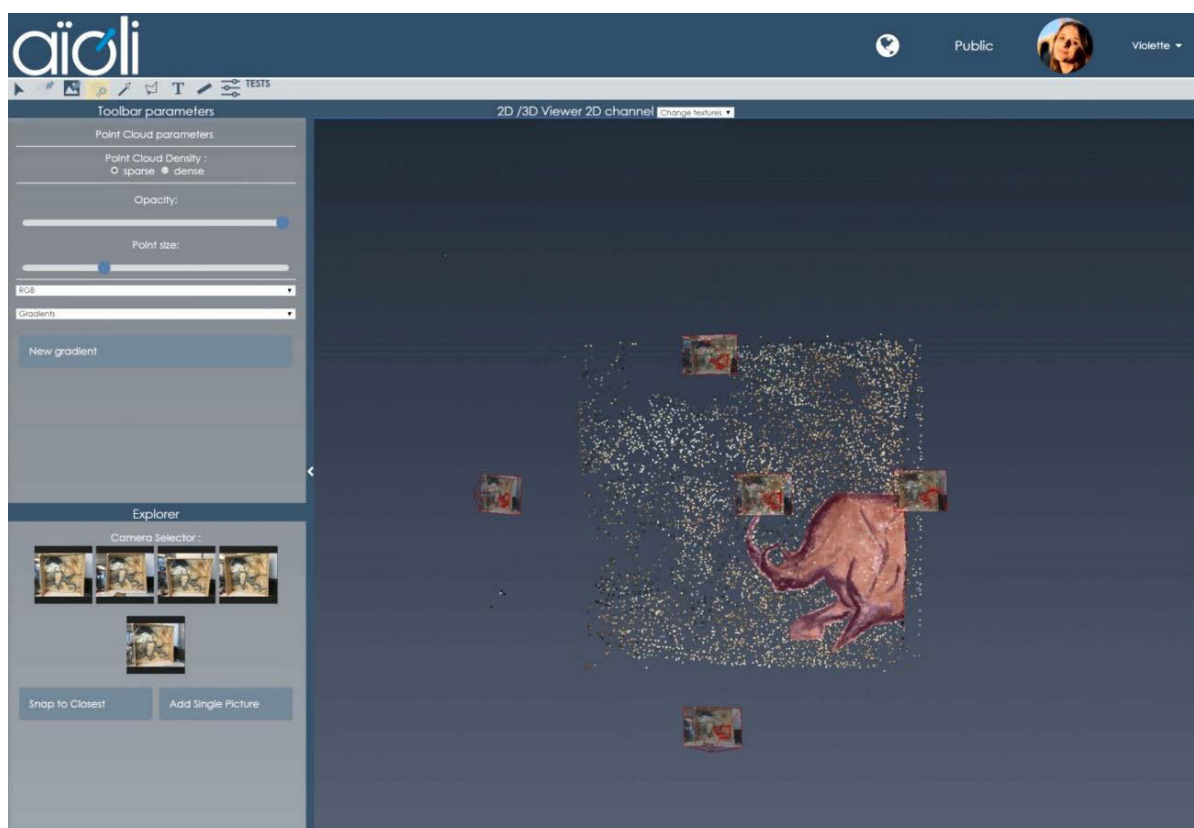 aïoli
Public
Violette
T
TESTS
Toolbar parameters
2D /3D Viewer 2D channel
Change textures
Point Cloud parameters
Point Cloud Density :
sparse dense
Opacity:
Point size:
RGB
Gradients
New gradient
Explorer
Camera Selector :
Snap to Closest
Add Single Picture